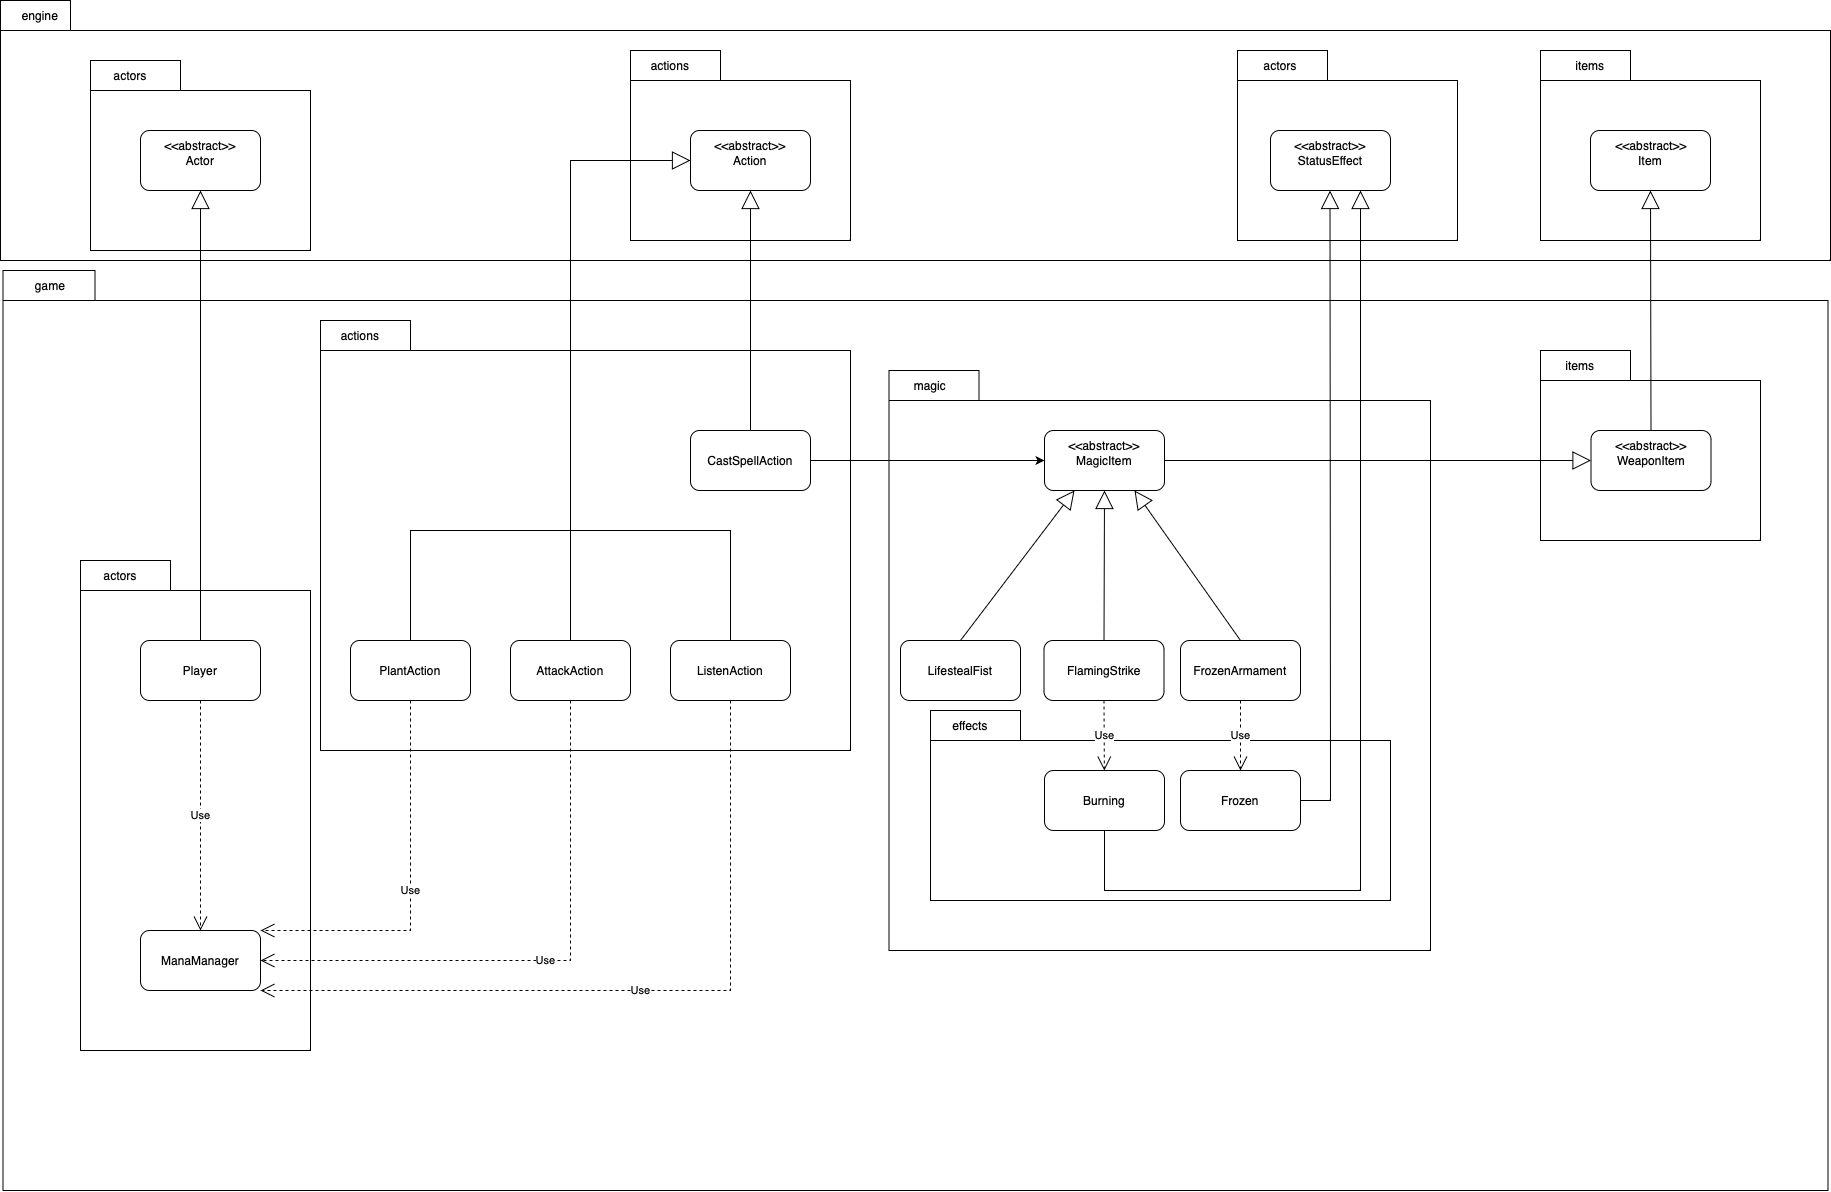 engine
actors
actions
actors
items
<<abstract>>
Actor
<<abstract>>
Action
<<abstract>>
StatusEffect
<<abstract>>
Item
game
actions
magic
items
CastSpellAction
<<abstract>>
MagicItem
<<abstract>>
WeaponItem
actors
Player
PlantAction
AttackAction
ListenAction
LifestealFist
FlamingStrike
FrozenArmament
effects
Use
Use
Burning
Frozen
Use
Use
ManaManager
Use
Use